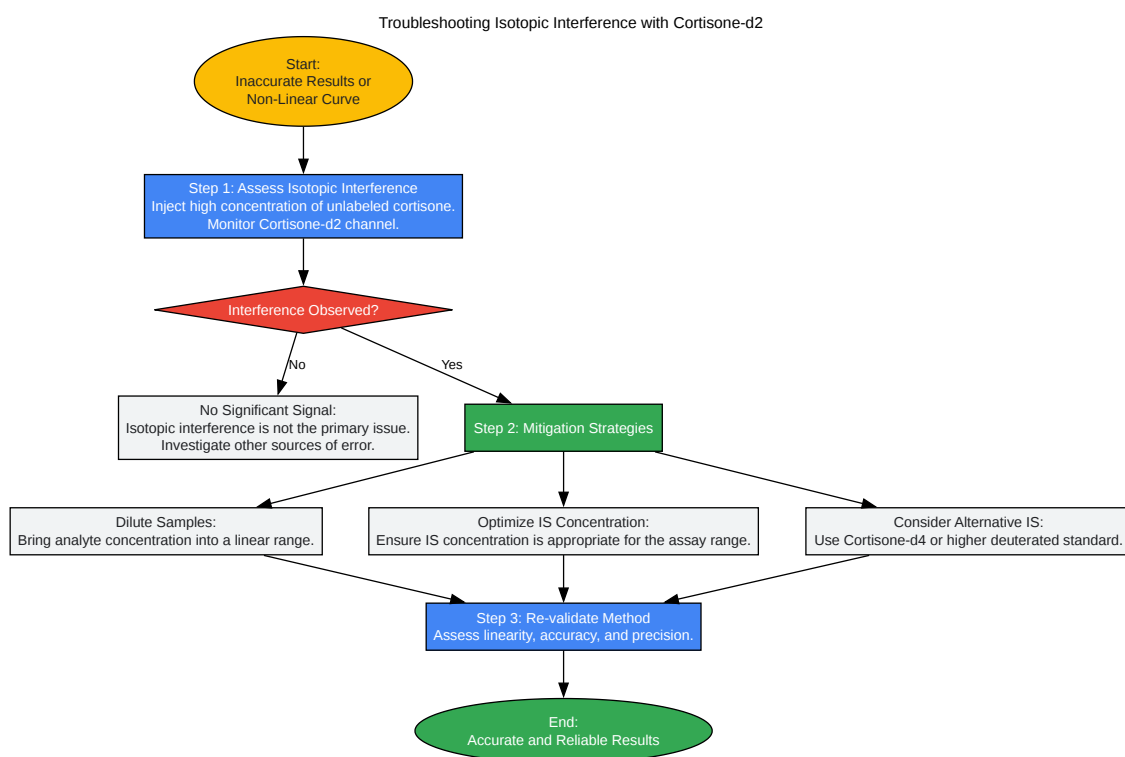 Troubleshooting Isotopic Interference with Cortisone-d2
Start:
Inaccurate Results or
Non-Linear Curve
Step 1: Assess Isotopic Interference
Inject high concentration of unlabeled cortisone.
Monitor Cortisone-d2 channel.
Interference Observed?
No
Yes
No Significant Signal:
Isotopic interference is not the primary issue.
Investigate other sources of error.
Step 2: Mitigation Strategies
Dilute Samples:
Bring analyte concentration into a linear range.
Optimize IS Concentration:
Ensure IS concentration is appropriate for the assay range.
Consider Alternative IS:
Use Cortisone-d4 or higher deuterated standard.
Step 3: Re-validate Method
Assess linearity, accuracy, and precision.
End:
Accurate and Reliable Results